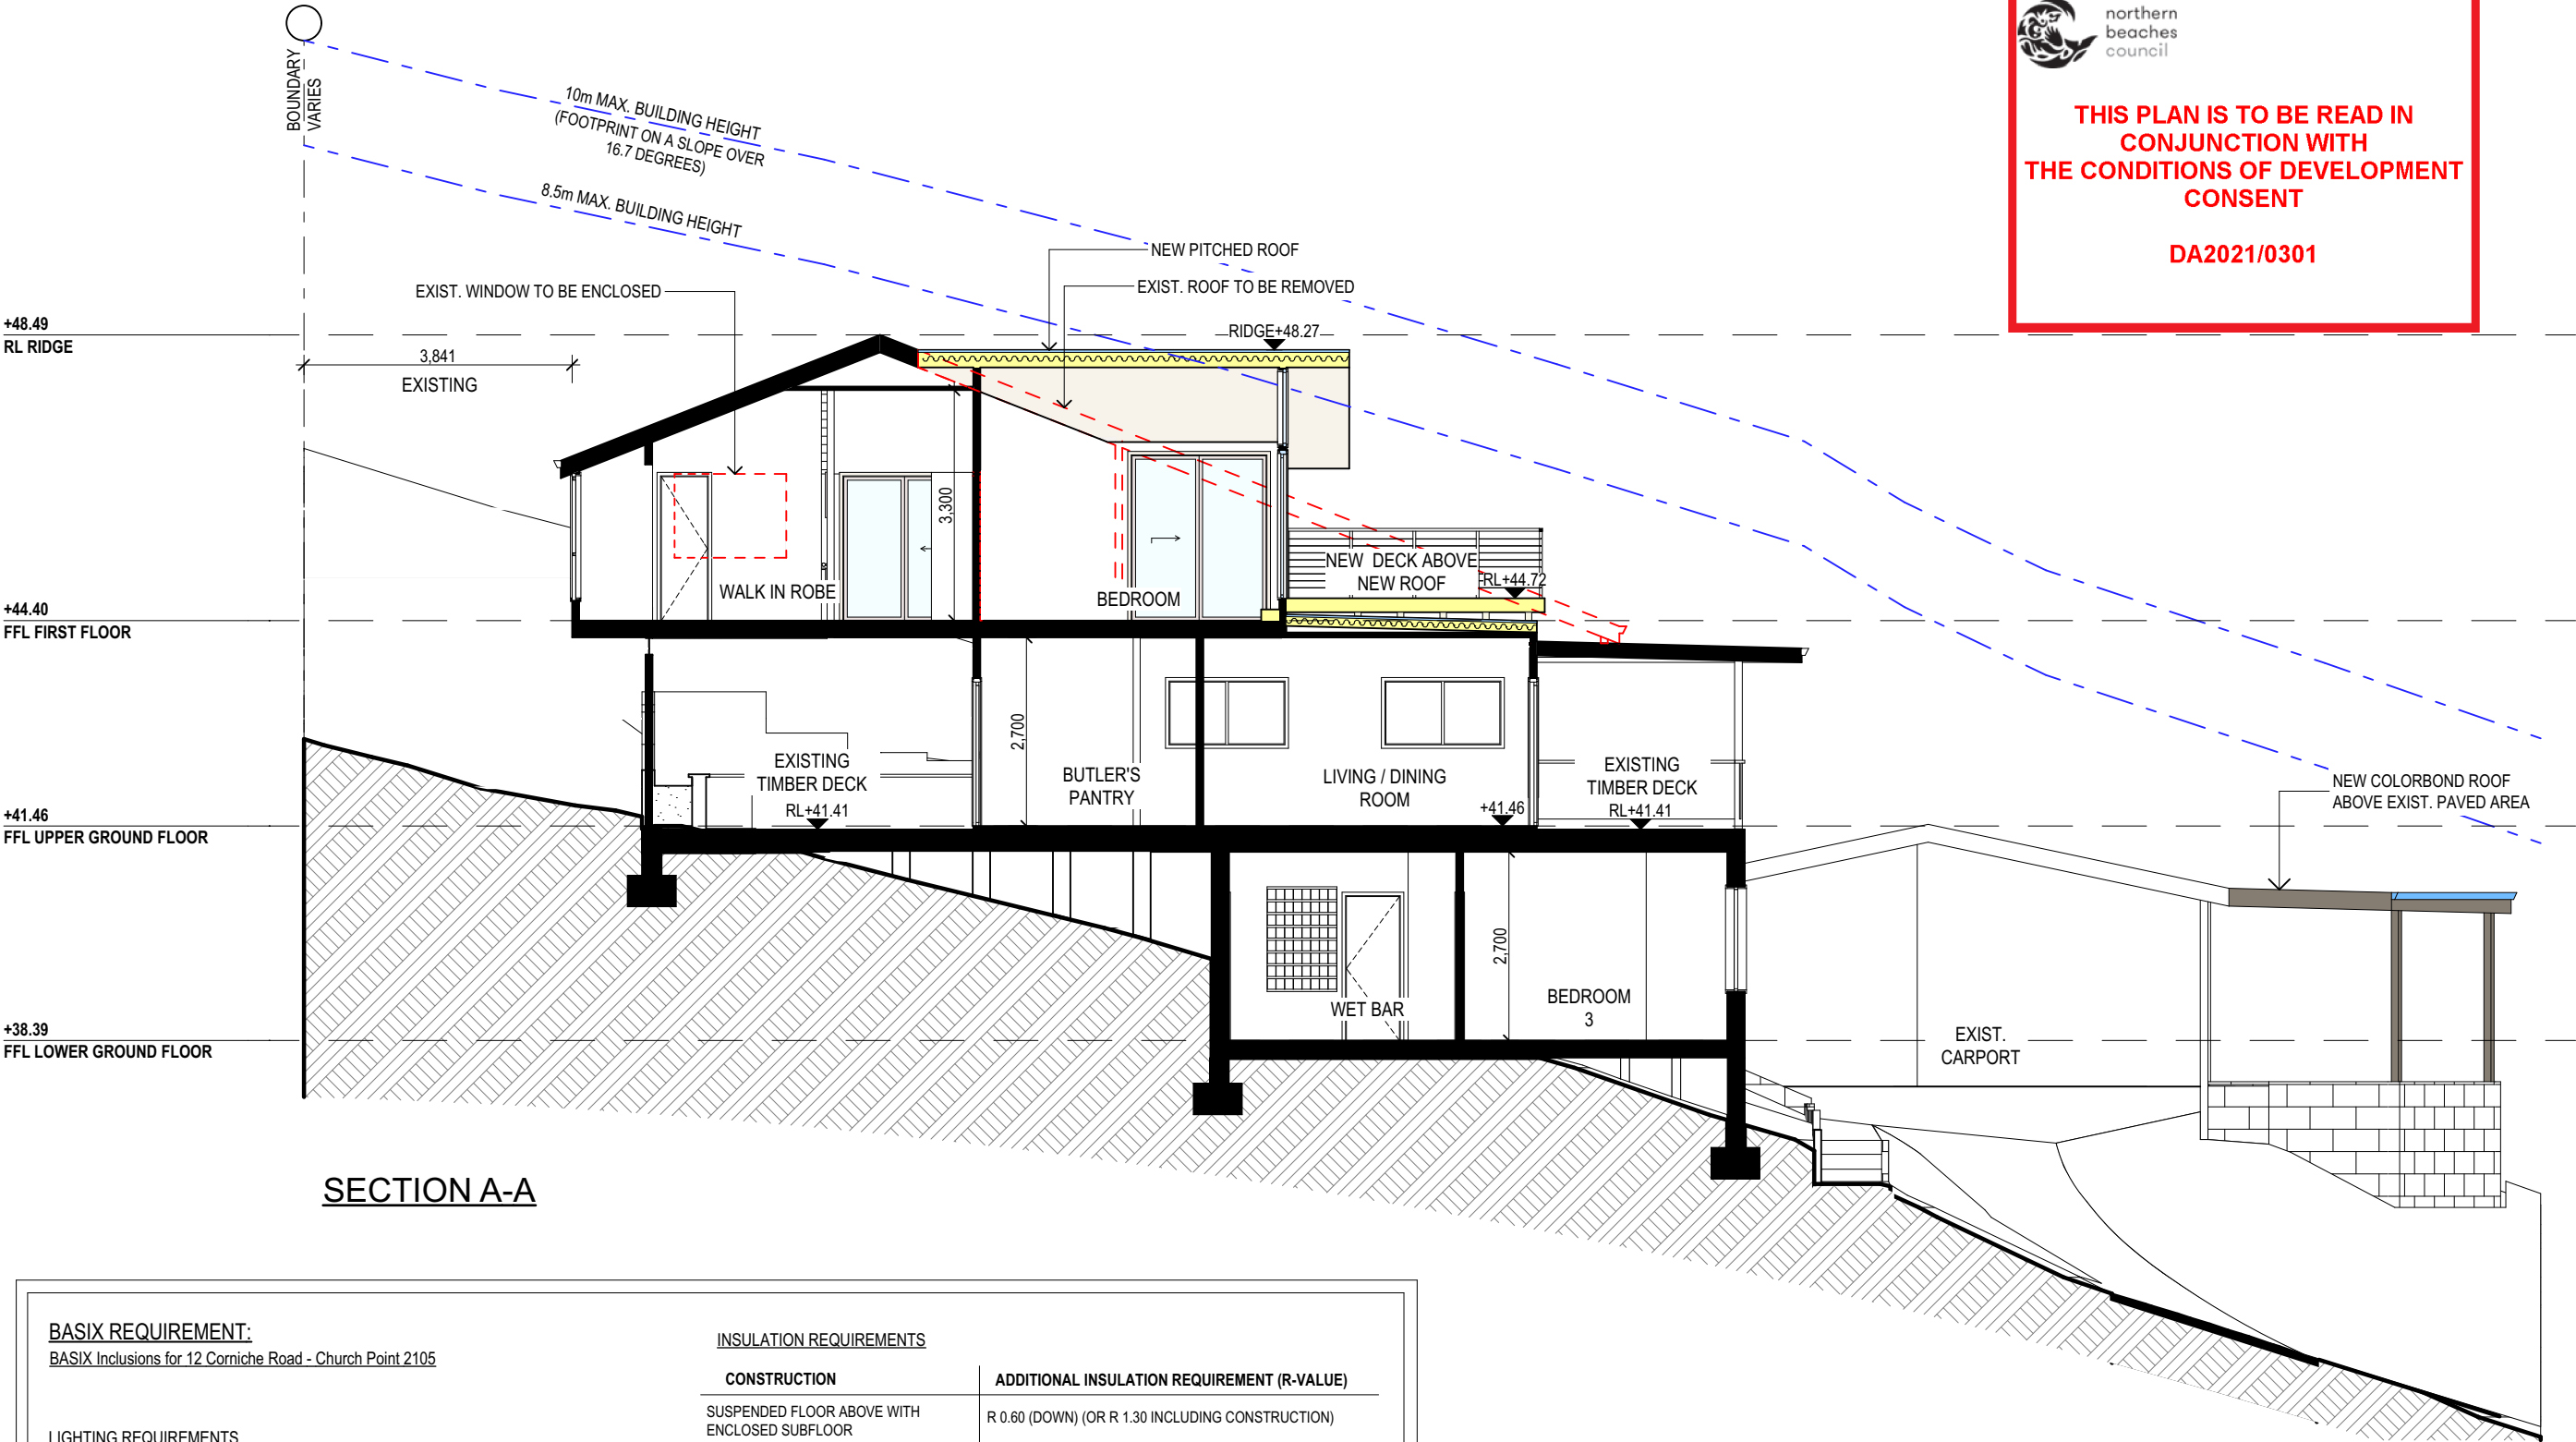 northern
beaches
council
THIS PLAN IS TO BE READ IN
CONJUNCTION WITH
THE CONDITIONS OF DEVELOPMENT
CONSENT
DA2021/0301
BOUNDARY
VARIES
10m MAX. BUILDING HEIGHT
(FOOTPRINT ON A SLOPE OVER
16.7 DEGREES)
8.5m MAX. BUILDING HEIGHT
NEW PITCHED ROOF
EXIST. ROOF TO BE REMOVED
EXIST. WINDOW TO BE ENCLOSED
+48.49
RL RIDGE
RIDGE+48.27
3,841
EXISTING
3,300
NEW DECK ABOVE
NEW ROOF
RL+44.72
WALK IN ROBE
BEDROOM
+44.40
FFL FIRST FLOOR
2,700
EXISTING
TIMBER DECK
RL+41.41
BUTLER'S
PANTRY
LIVING / DINING
ROOM
+41.46
EXISTING
TIMBER DECK
RL+41.41
NEW COLORBOND ROOF
ABOVE EXIST. PAVED AREA
+41.46
FFL UPPER GROUND FLOOR
2,700
WET BAR
BEDROOM
3
EXIST.
CARPORT
+38.39
FFL LOWER GROUND FLOOR
SECTION A-A
BASIX REQUIREMENT:
BASIX Inclusions for 12 Corniche Road - Church Point 2105
LIGHTING REQUIREMENTS
INSULATION REQUIREMENTS
CONSTRUCTION
ADDITIONAL INSULATION REQUIREMENT (R-VALUE)
SUSPENDED FLOOR ABOVE WITH
ENCLOSED SUBFLOOR
R 0.60 (DOWN) (OR R 1.30 INCLUDING CONSTRUCTION)